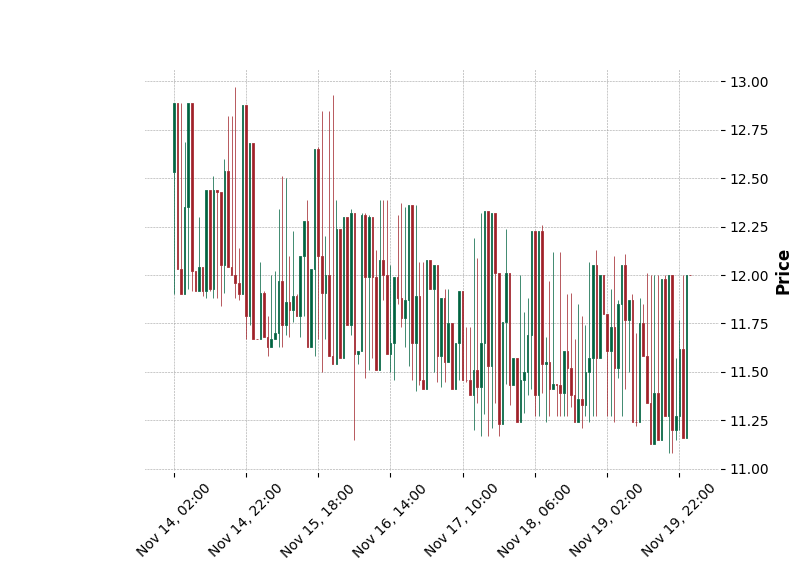 13.00
12.75
12.50
12.25
12.00
11.75
11.50
11.25
11.00
Price
Nov 14, 02:00
Nov 14, 22:00
Nov 15, 18:00
Nov 16, 14:00
Nov 17, 10:00
Nov 18, 06:00
Nov 19, 02:00
Nov 19, 22:00